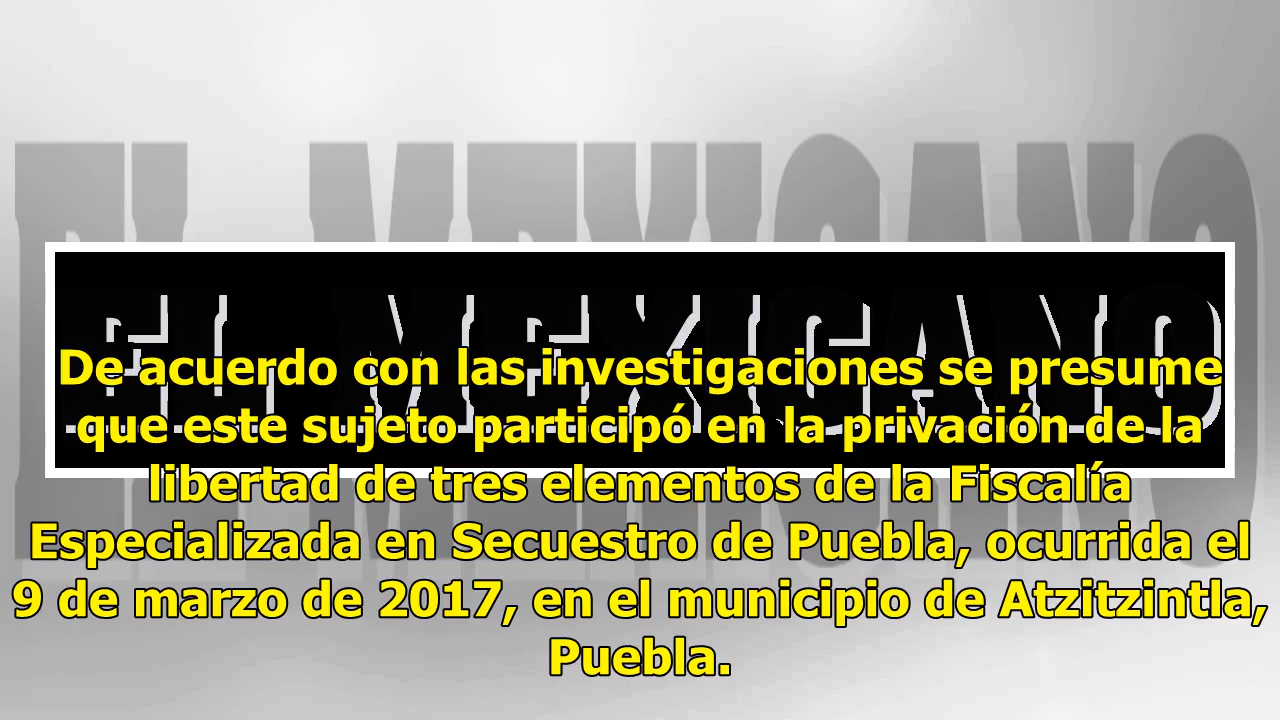 EL MEXICANO
EL MEXICANO
De acuerdo con las investigaciones se presume
que este sujeto participó en la privación de la
libertad de tres elementos de la Fiscalía
Especializada en Secuestro de Puebla, ocurrida el
9 de marzo de 2017, en el municipio de Atzitzintla,
Puebla.